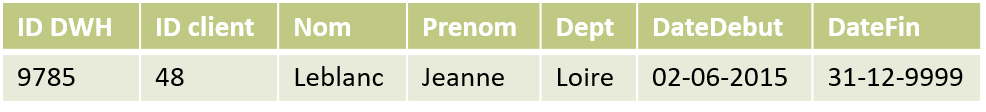 ID DWH ID client Nom Prenom Dept DateDebut DateFin
9785 48 Leblanc Jeanne Loire 02-06-2015 31-12-9999